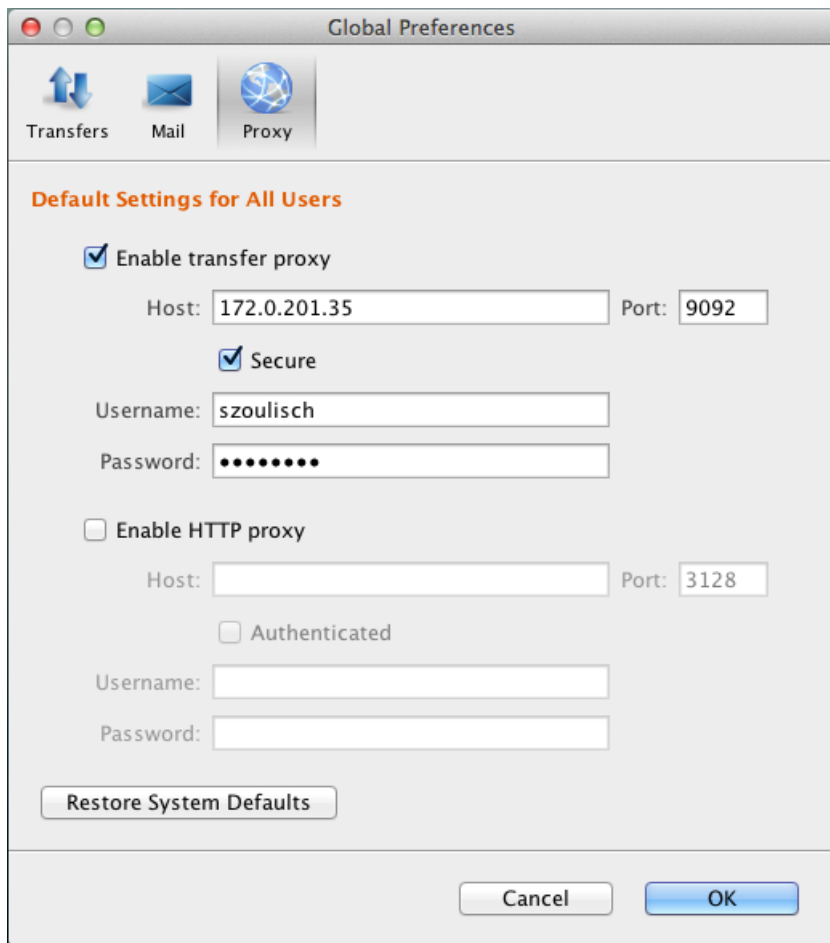 Global Preferences
Transfers Mail Proxy
Default Settings for All Users
Enable transfer proxy
Host: 172.0.201.35 Port: 9092
Secure
Username: szoulisch
Password: ••••••••
Enable HTTP proxy
Host: Port: 3128
Authenticated
Username:
Password:
Restore System Defaults
Cancel OK